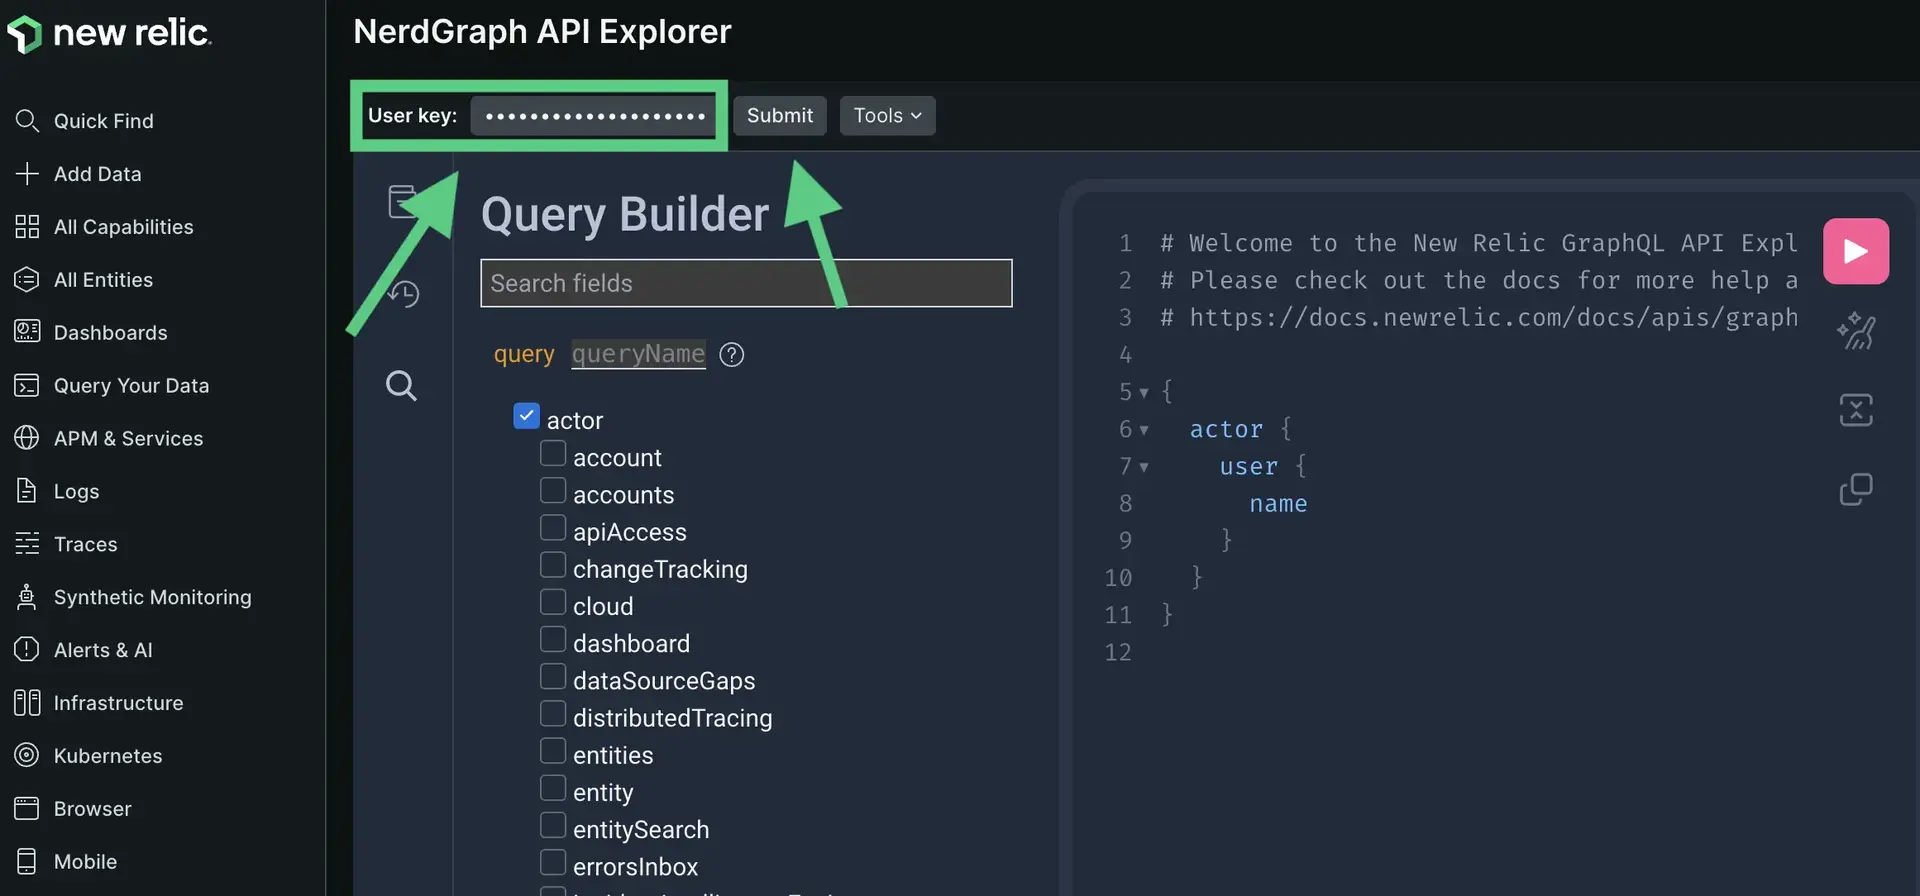 new relic.
Quick Find
Add Data
All Capabilities
All Entities
Dashboards
Query Your Data
APM & Services
Logs
Traces
Synthetic Monitoring
Alerts & AI
Infrastructure
Kubernetes
Browser
Mobile
NerdGraph API Explorer
User key: ••••••••••••••••••••
Submit
Tools
Query Builder
Search fields
query queryName ?
actor
account
accounts
apiAccess
changeTracking
cloud
dashboard
dataSourceGaps
distributedTracing
entities
entity
entitySearch
errorsInbox
1 # Welcome to the New Relic GraphQL API Expl
2 # Please check out the docs for more help a
3 # https://docs.newrelic.com/docs/apis/graph
4
5 {
6 actor {
7 user {
8 name
9 }
10 }
11 }
12